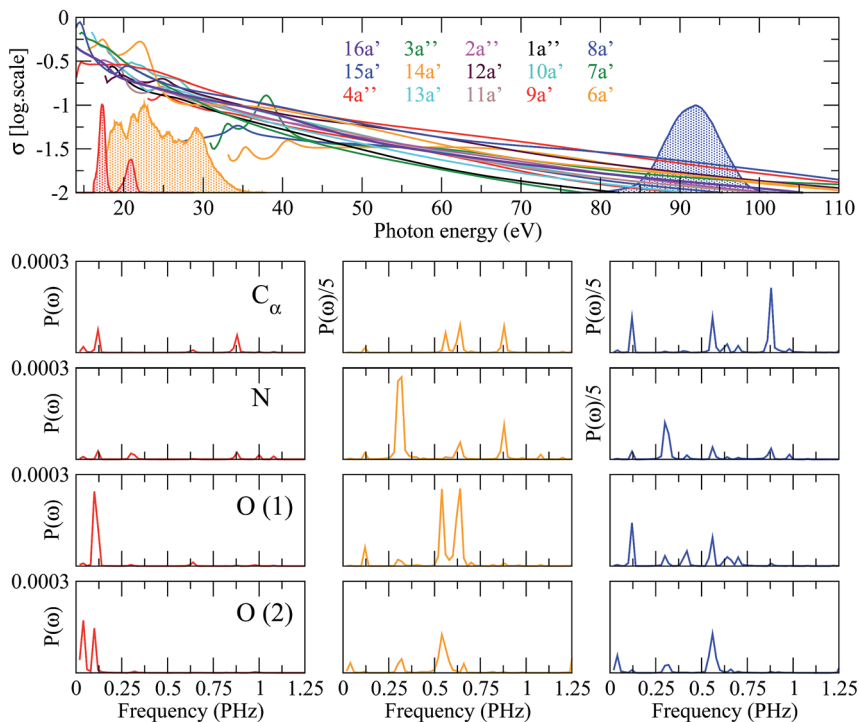 0
-0.5
-1
-1.5
-2
σ [log.scale]
16a' 3a'' 2a'' 1a'' 8a'
15a' 14a' 12a' 10a' 7a'
4a'' 13a' 11a' 9a' 6a'
20 30 40 50 60 70 80 90 100 110
Photon energy (eV)
0.0003
P(ω)
C α
P(ω)/5
P(ω)/5
0.0003
P(ω)
N
P(ω)/5
0.0003
P(ω)
O (1)
0.0003
P(ω)
O (2)
0 0.25 0.5 0.75 1 1.25
0 0.25 0.5 0.75 1 1.25
0 0.25 0.5 0.75 1 1.25
Frequency (PHz)
Frequency (PHz)
Frequency (PHz)